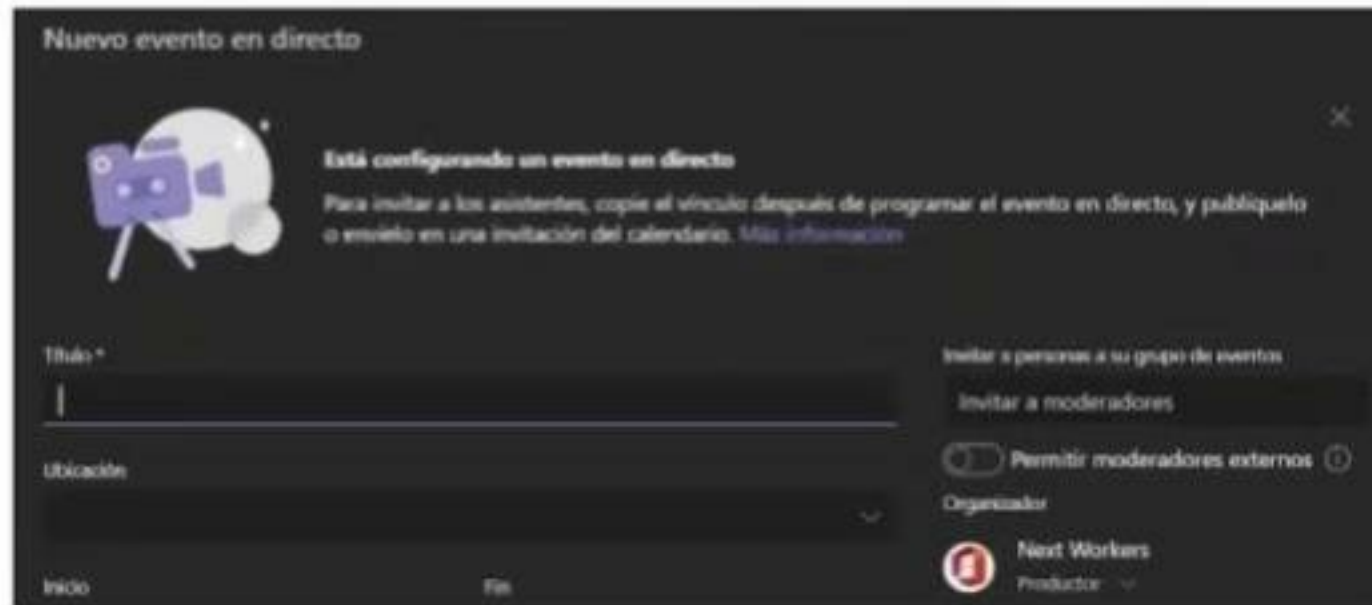 Nuevo evento en directo
Está configurando un evento en directo
Para invitar a los asistentes, copie el vínculo después de programar el evento en directo, y publíquelo
o envíelo en una invitación del calendario. Más información
Título *
Ubicación
Inicio
Fin
Invitar a personas a su grupo de eventos
Invitar a moderadores
Permitir moderadores externos
Organizador
Next Workers
Productor